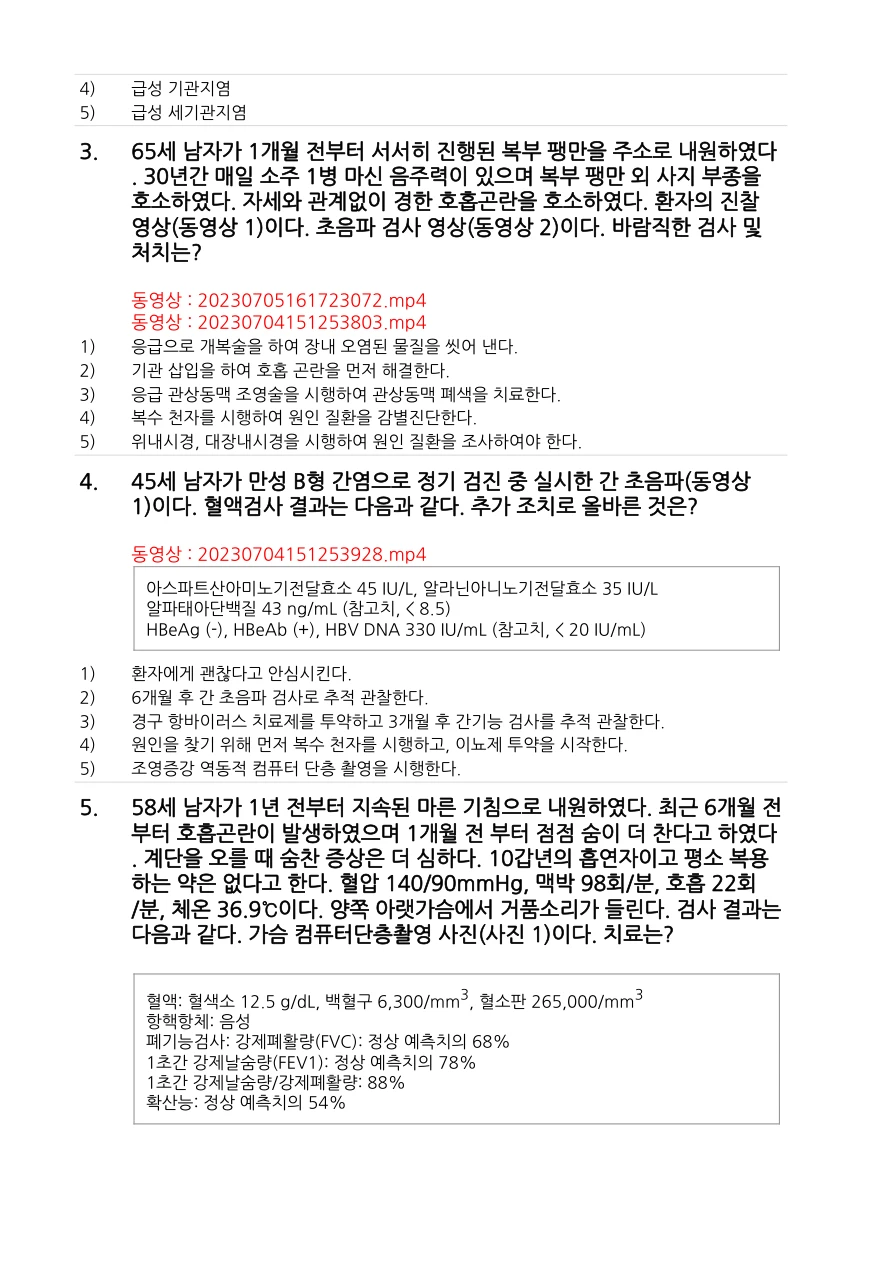 4) 급성 기관지염
5) 급성 세기관지염
3. 65세 남자가 1개월 전부터 서서히 진행된 복부 팽만을 주소로 내원하였다
. 30년간 매일 소주 1병 마신 음주력이 있으며 복부 팽만 외 사지 부종을
호소하였다. 자세와 관계없이 경한 호흡곤란을 호소하였다. 환자의 진찰
영상(동영상 1)이다. 초음파 검사 영상(동영상 2)이다. 바람직한 검사 및
처치는?
동영상 : 20230705161723072.mp4
동영상 : 20230704151253803.mp4
1) 응급으로 개복술을 하여 장내 오염된 물질을 씻어 낸다.
2) 기관 삽입을 하여 호홉 곤란을 먼저 해결한다.
3) 응급 관상동맥 조영술을 시행하여 관상동맥 폐색을 치료한다.
4) 복수 천자를 시행하여 원인 질환을 감별진단한다.
5) 위내시경, 대장내시경을 시행하여 원인 질환을 조사하여야 한다.
4. 45세 남자가 만성 B형 간염으로 정기 검진 중 실시한 간 초음파(동영상
1)이다. 혈액검사 결과는 다음과 같다. 추가 조치로 올바른 것은?
동영상 : 20230704151253928.mp4
아스파트산아미노기전달효소 45 IU/L, 알라닌아니노기전달효소 35 IU/L
알파태아단백질 43 ng/mL (참고치, < 8.5)
HBeAg (-), HBeAb (+), HBV DNA 330 IU/mL (참고치, < 20 IU/mL)
1) 환자에게 괜찮다고 안심시킨다.
2) 6개월 후 간 초음파 검사로 추적 관찰한다.
3) 경구 항바이러스 치료제를 투약하고 3개월 후 간기능 검사를 추적 관찰한다.
4) 원인을 찾기 위해 먼저 복수 천자를 시행하고, 이뇨제 투약을 시작한다.
5) 조영증강 역동적 컴퓨터 단층 촬영을 시행한다.
5. 58세 남자가 1년 전부터 지속된 마른 기침으로 내원하였다. 최근 6개월 전
부터 호흡곤란이 발생하였으며 1개월 전 부터 점점 숨이 더 찬다고 하였다
. 계단을 오를 때 숨찬 증상은 더 심하다. 10갑년의 흡연자이고 평소 복용
하는 약은 없다고 한다. 혈압 140/90mmHg, 맥박 98회/분, 호흡 22회
/분, 체온 36.9℃이다. 양쪽 아랫가슴에서 거품소리가 들린다. 검사 결과는
다음과 같다. 가슴 컴퓨터단층촬영 사진(사진 1)이다. 치료는?
혈액: 혈색소 12.5 g/dL, 백혈구 6,300/mm³, 혈소판 265,000/mm³
항핵항체: 음성
폐기능검사: 강제폐활량(FVC): 정상 예측치의 68%
1초간 강제날숨량(FEV1): 정상 예측치의 78%
1초간 강제날숨량/강제폐활량: 88%
확산능: 정상 예측치의 54%